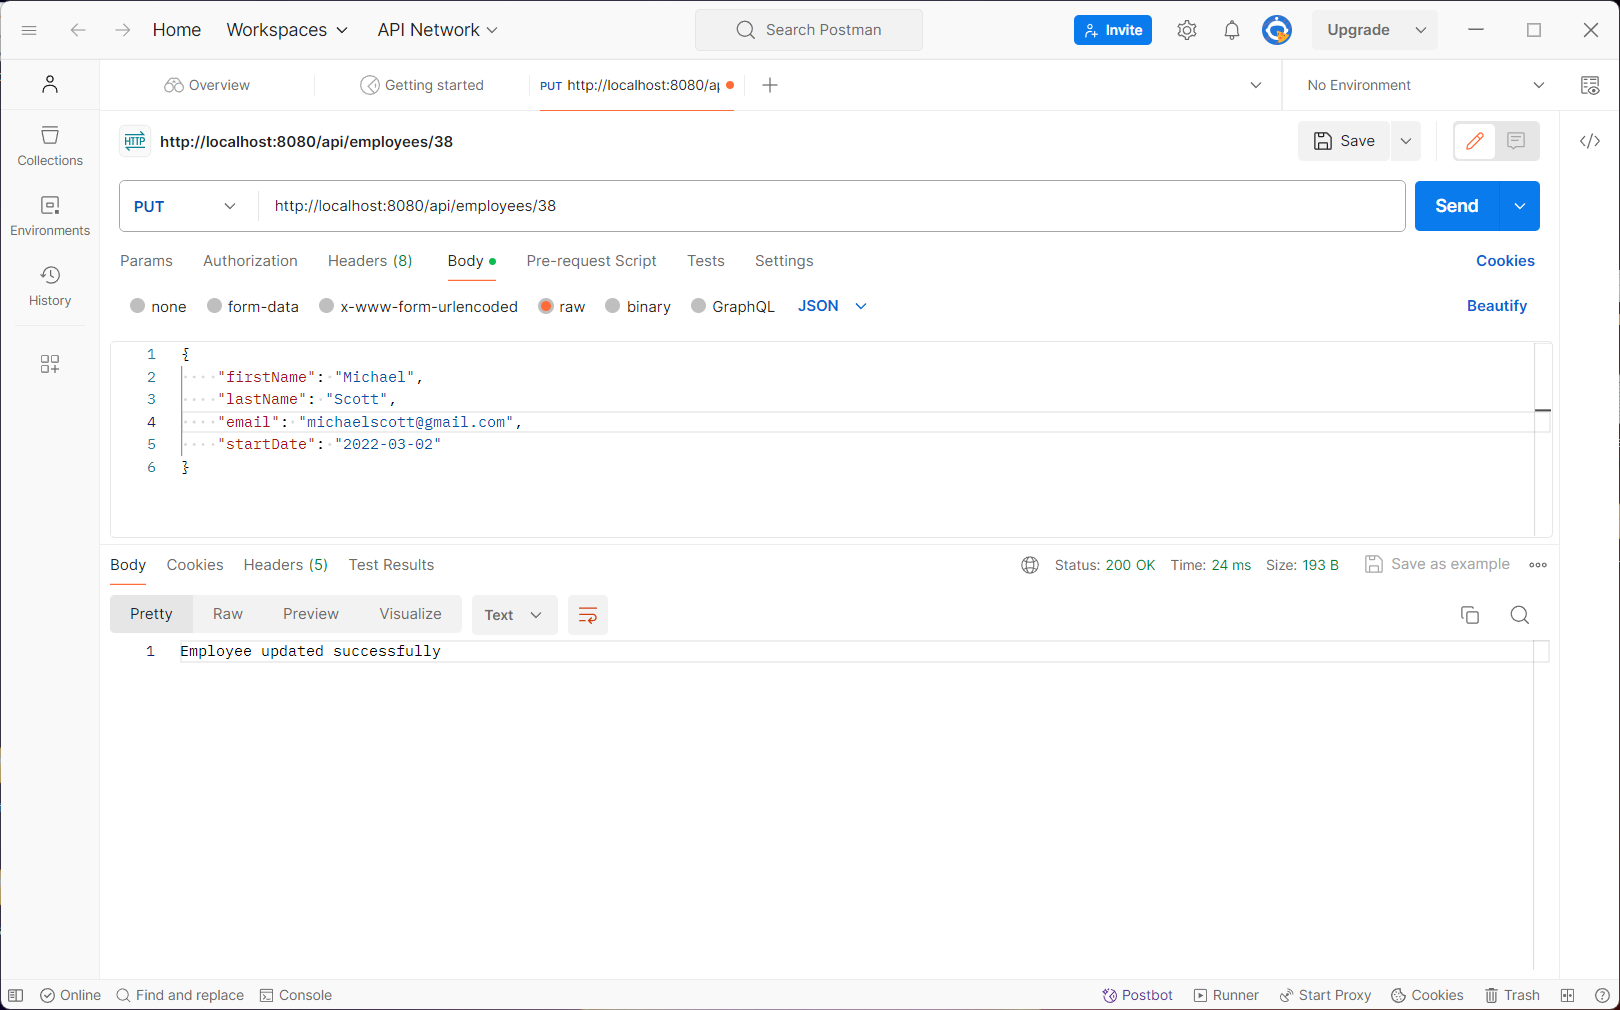 Home Workspaces API Network Search Postman Invite Upgrade
Overview Getting started PUT http://localhost:8080/ap No Environment
HTTP http://localhost:8080/api/employees/38 Save
Collections
Environments
History
PUT http://localhost:8080/api/employees/38 Send
Params Authorization Headers (8) Body Pre-request Script Tests Settings Cookies
none form-data x-www-form-urlencoded raw binary GraphQL JSON Beautify
1 {
2 "firstName": "Michael",
3 "lastName": "Scott",
4 "email": "michaelscott@gmail.com",
5 "startDate": "2022-03-02"
6 }
Body Cookies Headers (5) Test Results Status: 200 OK Time: 24 ms Size: 193 B Save as example
Pretty Raw Preview Visualize Text
1 Employee updated successfully
Online Find and replace Console Postbot Runner Start Proxy Cookies Trash